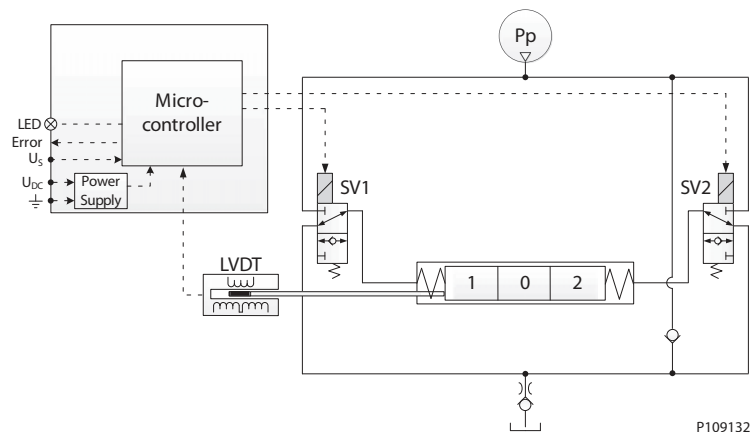 Pp
Micro-
controller
LED
Error
US
UDC
Power
Supply
SV1
SV2
LVDT
1 0 2
P109132